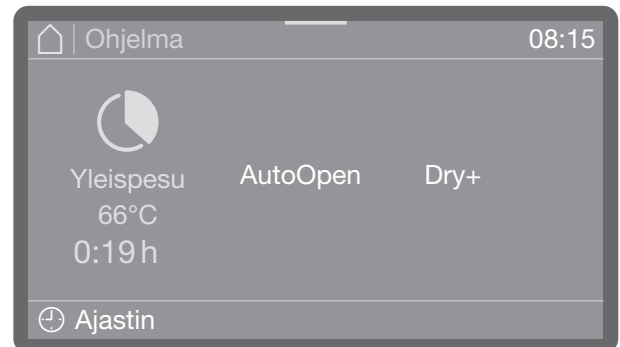 Ohjelma 08:15
Yleispesu AutoOpen Dry+
66°C
0:19 h
Ajastin